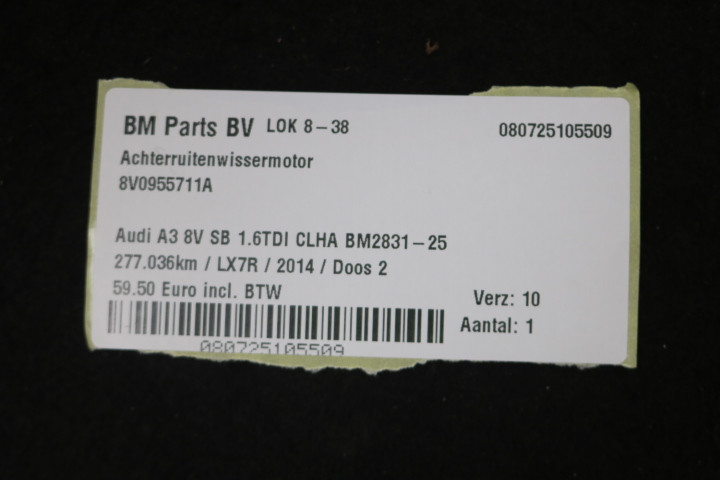 BM Parts BV LOK 8-38 080725105509
Achterruitenwissermotor
8V0955711A
Audi A3 8V SB 1.6TDI CLHA BM2831-25
277.036km / LX7R / 2014 / Doos 2
59.50 Euro incl. BTW
Verz: 10
Aantal: 1
080725105509